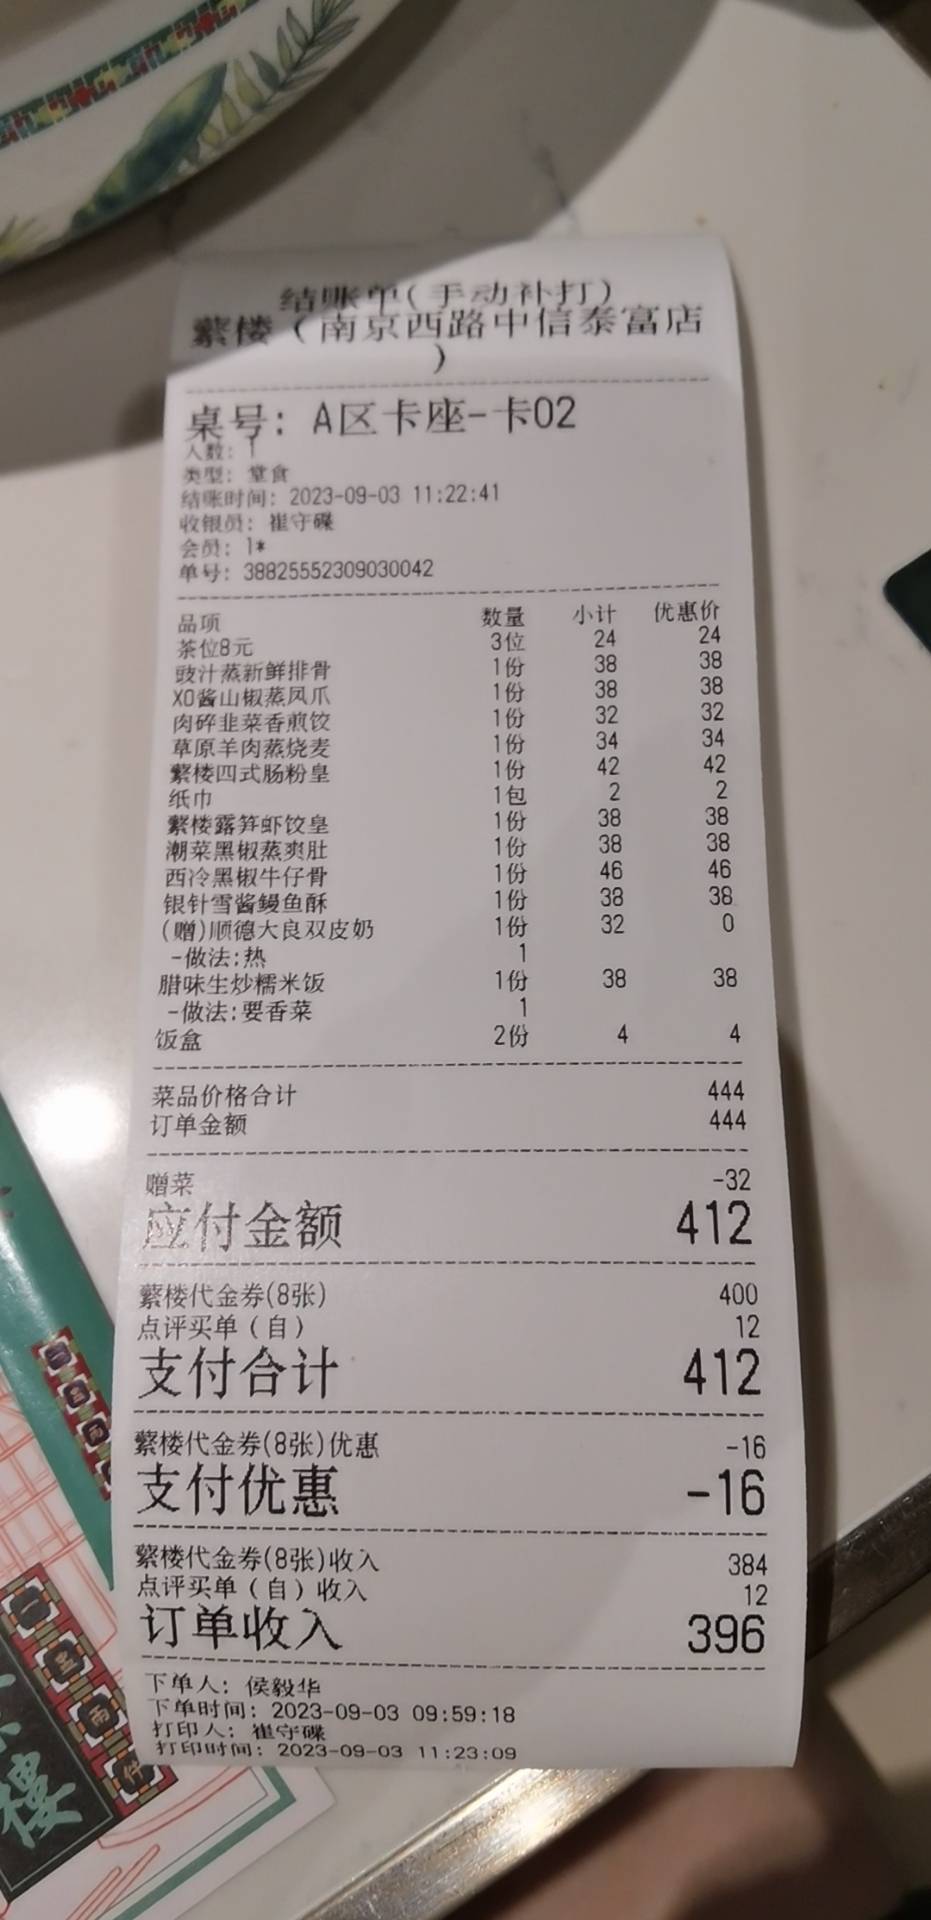 结账单(手动补打)
蘩楼（南京西路中信泰富店
）
桌号: A区卡座-卡02
人数: 1
类型: 堂食
结账时间: 2023-09-03 11:22:41
收银员: 崔守碟
会员: 1*
单号: 38825552309030042
品项 数量 小计 优惠价
茶位8元 3位 24 24
豉汁蒸新鲜排骨 1份 38 38
XO酱山椒蒸凤爪 1份 38 38
肉碎韭菜香煎饺 1份 32 32
草原羊肉蒸烧麦 1份 34 34
蘩楼四式肠粉皇 1份 42 42
纸巾 1包 2 2
蘩楼露笋虾饺皇 1份 38 38
潮菜黑椒蒸爽肚 1份 38 38
西冷黑椒牛仔骨 1份 46 46
银针雪酱鳗鱼酥 1份 38 38
(赠)顺德大良双皮奶 1份 32 0
-做法:热 1
腊味生炒糯米饭 1份 38 38
-做法:要香菜 1
饭盒 2份 4 4
菜品价格合计 444
订单金额 444
赠菜 -32
应付金额 412
蘩楼代金券(8张) 400
点评买单（自） 12
支付合计 412
蘩楼代金券(8张)优惠 -16
支付优惠 -16
蘩楼代金券(8张)收入 384
点评买单（自）收入 12
订单收入 396
下单人: 侯毅华
下单时间: 2023-09-03 09:59:18
打印人: 崔守碟
打印时间: 2023-09-03 11:23:09
一
盅
两
件
樓